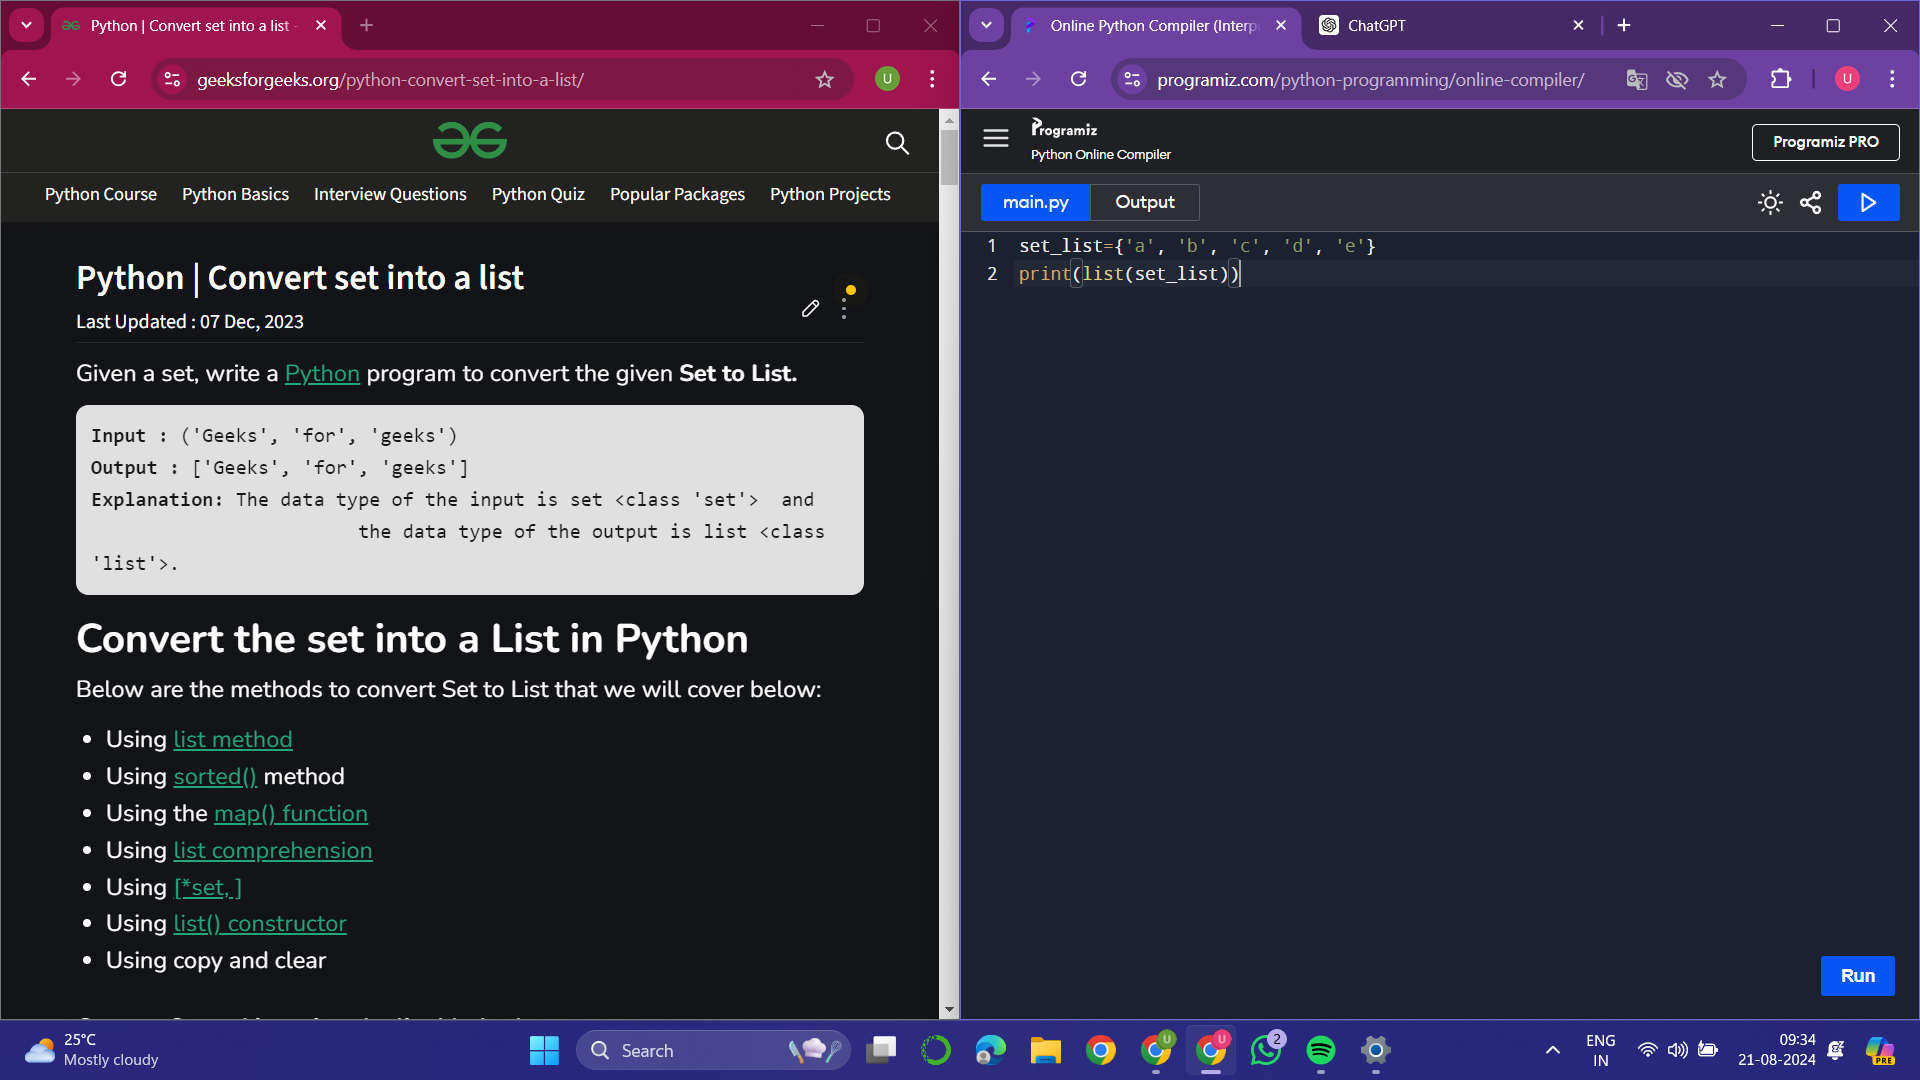 Python | Convert set into a list -
geeksforgeeks.org/python-convert-set-into-a-list/
U
Python Course Python Basics Interview Questions Python Quiz Popular Packages Python Projects
Python | Convert set into a list
Last Updated : 07 Dec, 2023
Given a set, write a Python program to convert the given Set to List.
Input : ('Geeks', 'for', 'geeks')
Output : ['Geeks', 'for', 'geeks']
Explanation: The data type of the input is set <class 'set'> and
the data type of the output is list <class
'list'>.
Convert the set into a List in Python
Below are the methods to convert Set to List that we will cover below:
• Using list method
• Using sorted() method
• Using the map() function
• Using list comprehension
• Using [*set, ]
• Using list() constructor
• Using copy and clear
Online Python Compiler (Interp
ChatGPT
programiz.com/python-programming/online-compiler/
U
Programiz
Python Online Compiler
Programiz PRO
main.py Output
1 set_list={'a', 'b', 'c', 'd', 'e'}
2 print(list(set_list))
Run
25°C
Mostly cloudy
Search
U
U
2
ENG
IN
09:34
21-08-2024
PRE